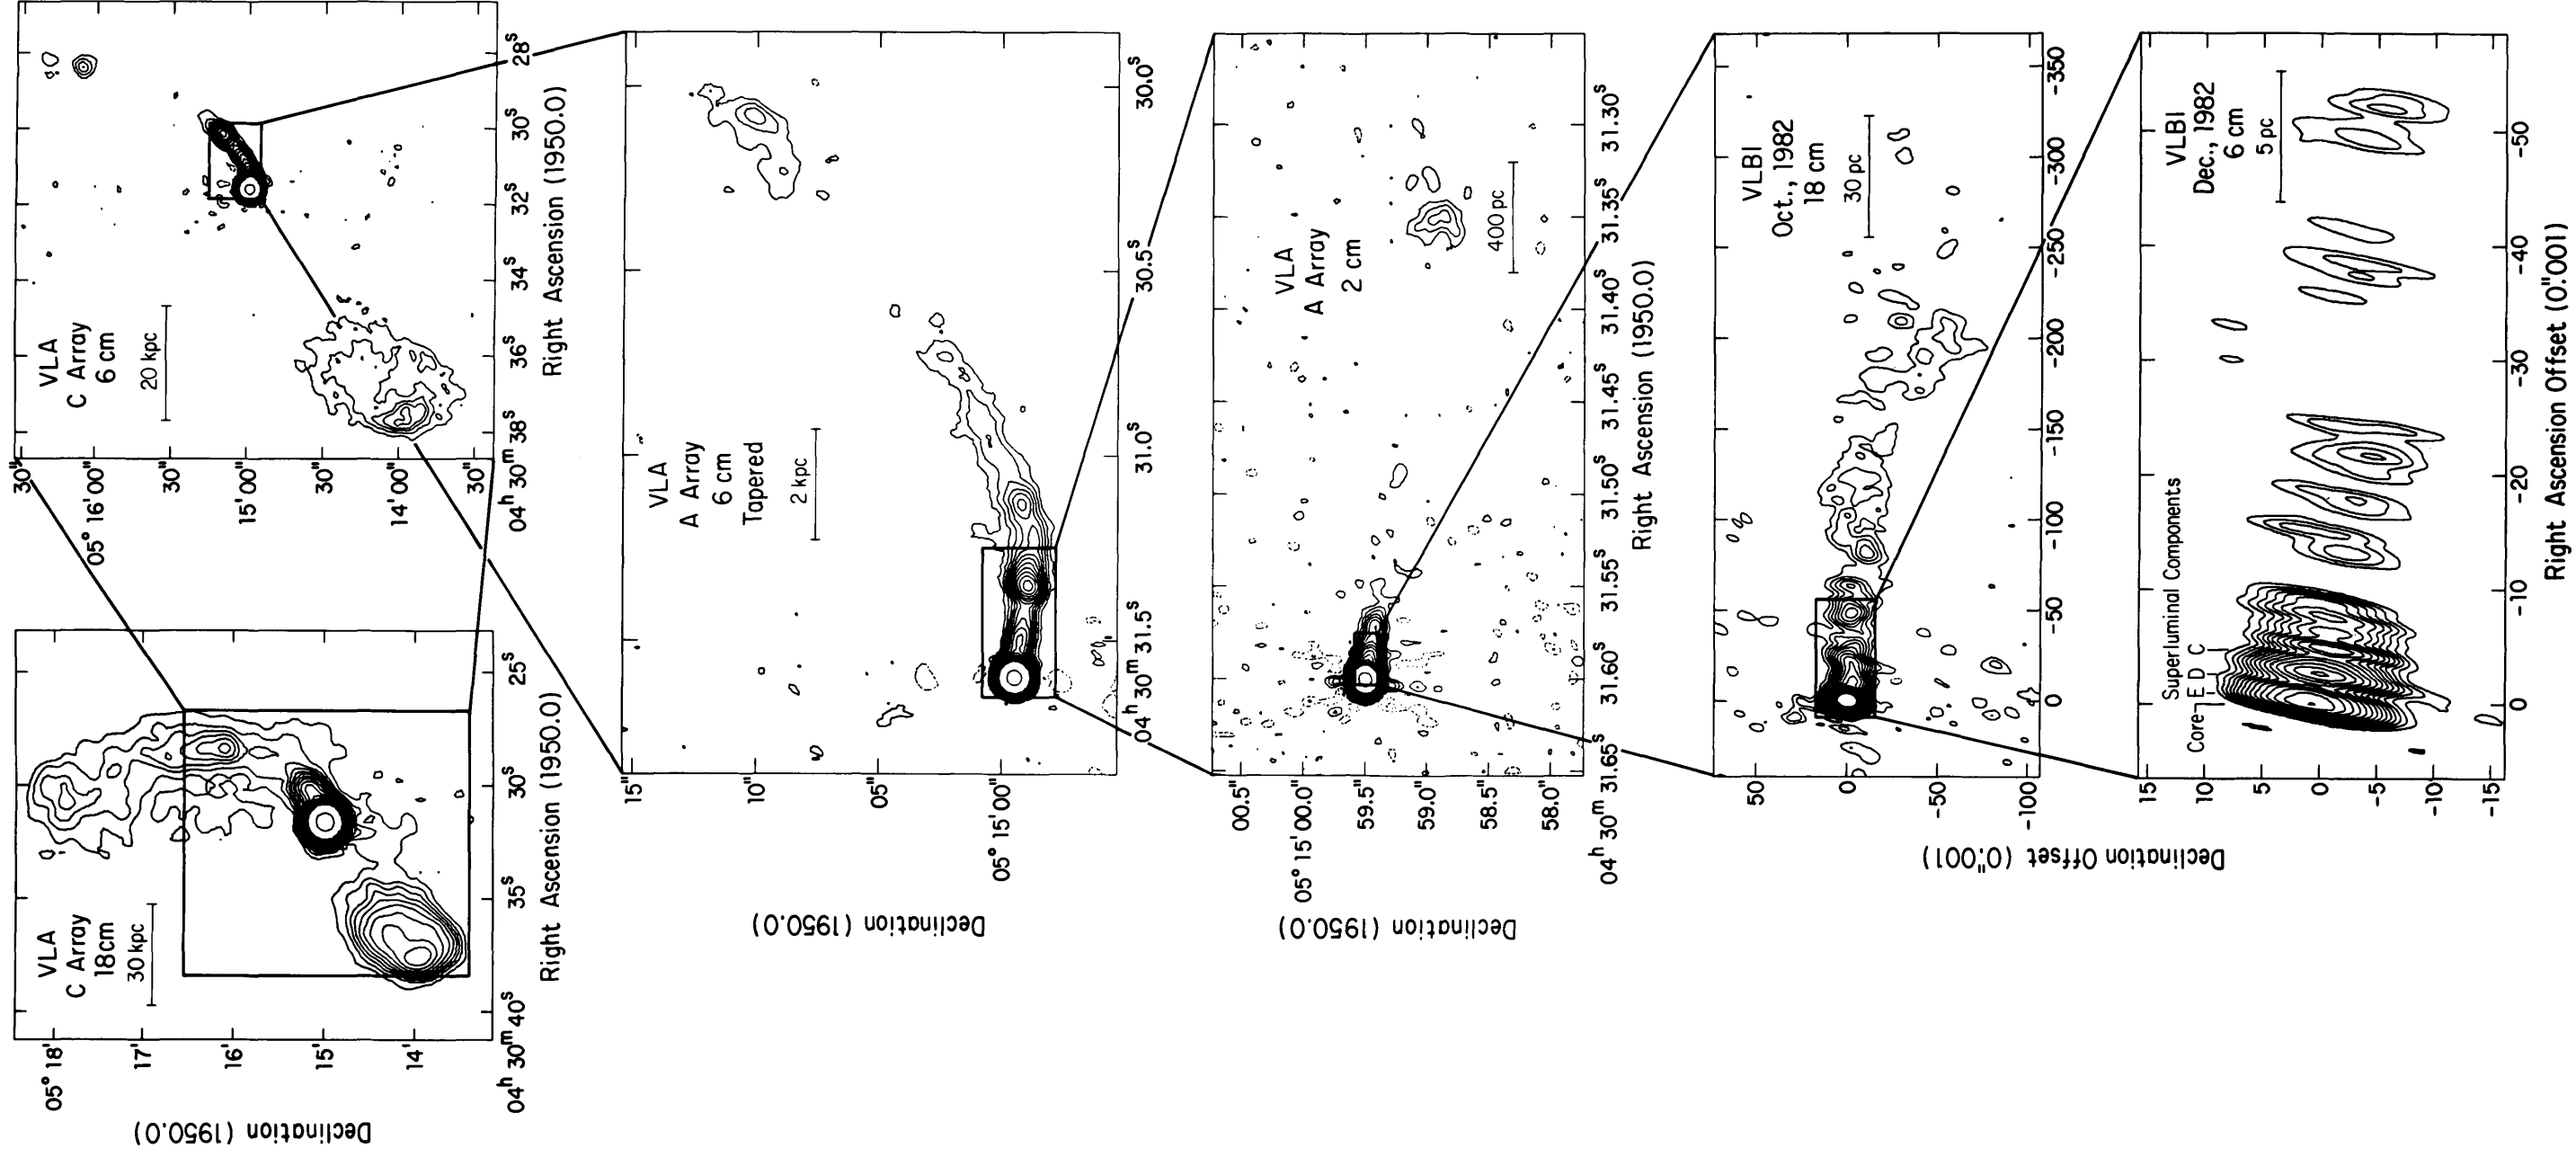 VLA
C Array
18cm
30 kpc
05° 18'
17'
16'
15'
14'
04ʰ 30ᵐ 40ˢ
35ˢ
30ˢ
25ˢ
Right Ascension (1950.0)
Declination (1950.0)
VLA
C Array
6 cm
20 kpc
30"
05° 16' 00"
30"
15' 00"
30"
14' 00"
30"
04ʰ 30ᵐ 38ˢ
36ˢ
34ˢ
32ˢ
30ˢ
28ˢ
Right Ascension (1950.0)
VLA
A Array
6 cm
Tapered
2 kpc
15"
10"
05"
05° 15' 00"
04ʰ 30ᵐ 31.5ˢ
31.0ˢ
30.5ˢ
30.0ˢ
Declination (1950.0)
VLA
A Array
2 cm
400 pc
00.5"
05° 15' 00.0"
59.5"
59.0"
58.5"
58.0"
04ʰ 30ᵐ 31.65ˢ
31.60ˢ
31.55ˢ
31.50ˢ
31.45ˢ
31.40ˢ
31.35ˢ
31.30ˢ
Right Ascension (1950.0)
Declination (1950.0)
VLBI
Oct., 1982
18 cm
30 pc
50
0
-50
-100
0
-50
-100
-150
-200
-250
-300
-350
Declination Offset (0."001)
VLBI
Dec., 1982
6 cm
5 pc
Superluminal Components
Core
E D C
15
10
5
0
-5
-10
-15
0
-10
-20
-30
-40
-50
Right Ascension Offset (0."001)